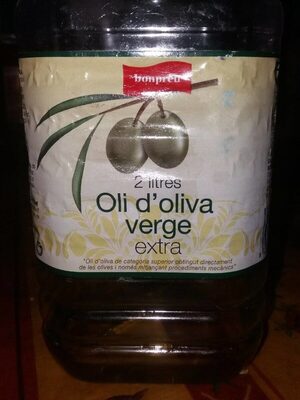 bonpreu
2 litres
Oli d'oliva
verge
extra
"Oli d'oliva de categoria superior obtingut directament
de les olives i només mitjançant procediments mecànics"